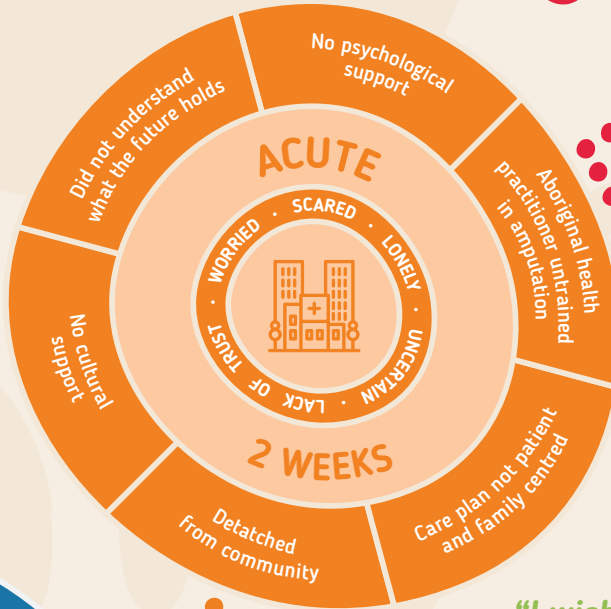 No psychological
support
Aboriginal health
practitioner untrained
in amputation
Care plan not patient
and family centred
Detatched
from community
No cultural
support
Did not understand
what the future holds
ACUTE
WORRIED · SCARED · LONELY · UNCERTAIN · LACK OF TRUST ·
2 WEEKS
"I wish